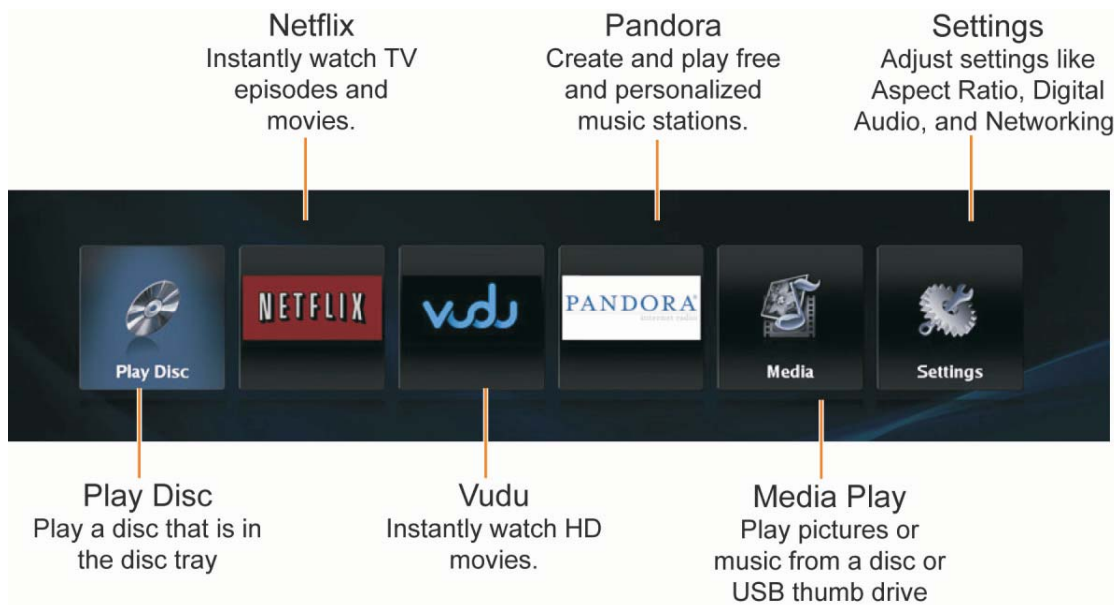 Netflix
Instantly watch TV
episodes and
movies.
Pandora
Create and play free
and personalized
music stations.
Settings
Adjust settings like
Aspect Ratio, Digital
Audio, and Networking
Play Disc
NETFLIX
vudu
PANDORA®
internet radio
Media
Settings
Play Disc
Play a disc that is in
the disc tray
Vudu
Instantly watch HD
movies.
Media Play
Play pictures or
music from a disc or
USB thumb drive